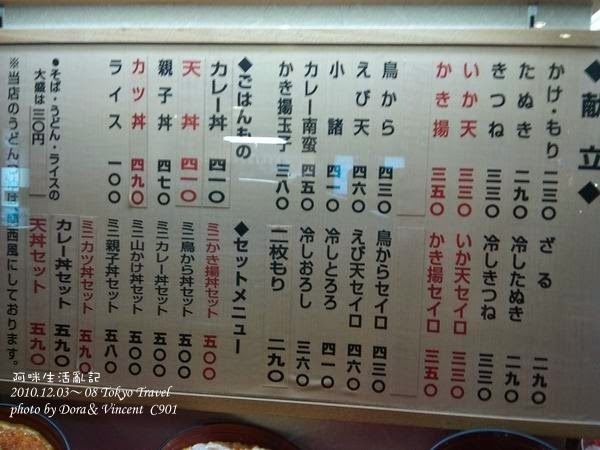 ◆献立◆
かけ・もり 二三〇
たぬき 二九〇
きつね 三三〇
いか天 三三〇
かき揚 三五〇
鳥から 四三〇
えび天 四六〇
小諸 四一〇
カレー南蛮 四五〇
かき揚玉子 三八〇
ざる 二九〇
冷したぬき 二九〇
冷しきつね 三三〇
いか天セイロ 三三〇
かき揚セイロ 三五〇
鳥からセイロ 四三〇
えび天セイロ 四六〇
冷しとろろ 四一〇
冷しおろし 三六〇
二枚もり 二九〇
◆ごはんもの
カレー丼 四一〇
天丼 四一〇
親子丼 四七〇
カツ丼 四九〇
ライス 一〇〇
●そば・うどん・ライスの
大盛は三〇円
◆セットメニュー
ミニかき揚丼セット 五〇〇
ミニ鳥から丼セット 五〇〇
ミニカレー丼セット 五〇〇
ミニ山かけ丼セット 五〇〇
ミニ親子丼セット 五八〇
ミニカツ丼セット 五九〇
カレー丼セット 五九〇
天丼セット 五九〇
※当店のうどん 西風にしております。
阿咪生活亂記
2010.12.03～08 Tokyo Travel
photo by Dora & Vincent C901